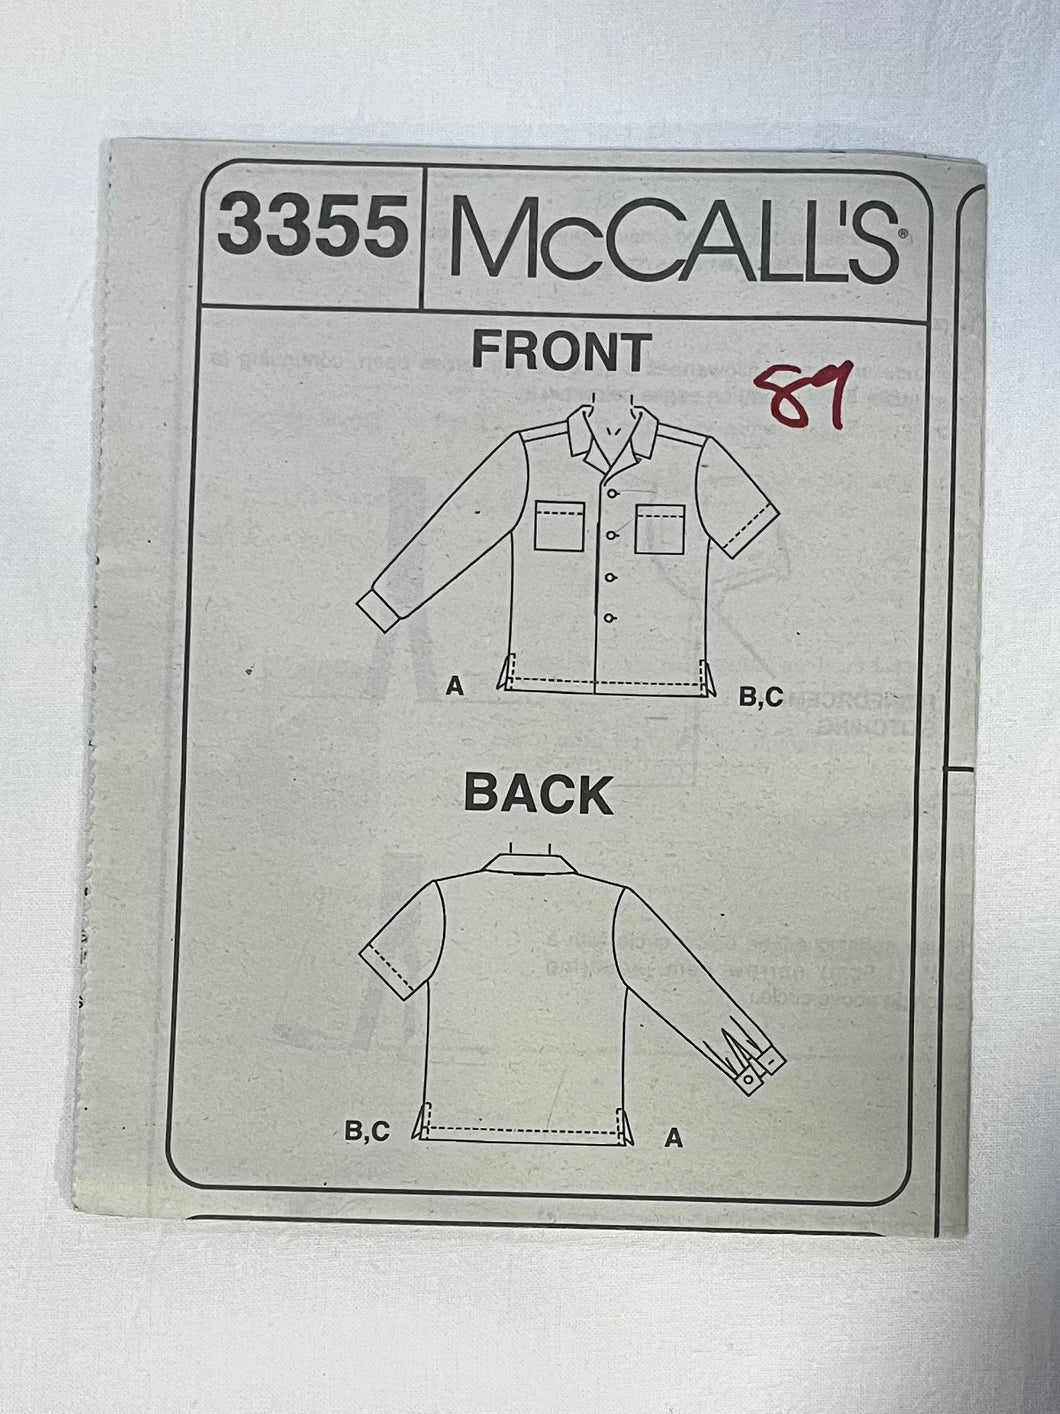 3355 McCALL'S®
FRONT
89
A
B,C
BACK
B,C
A